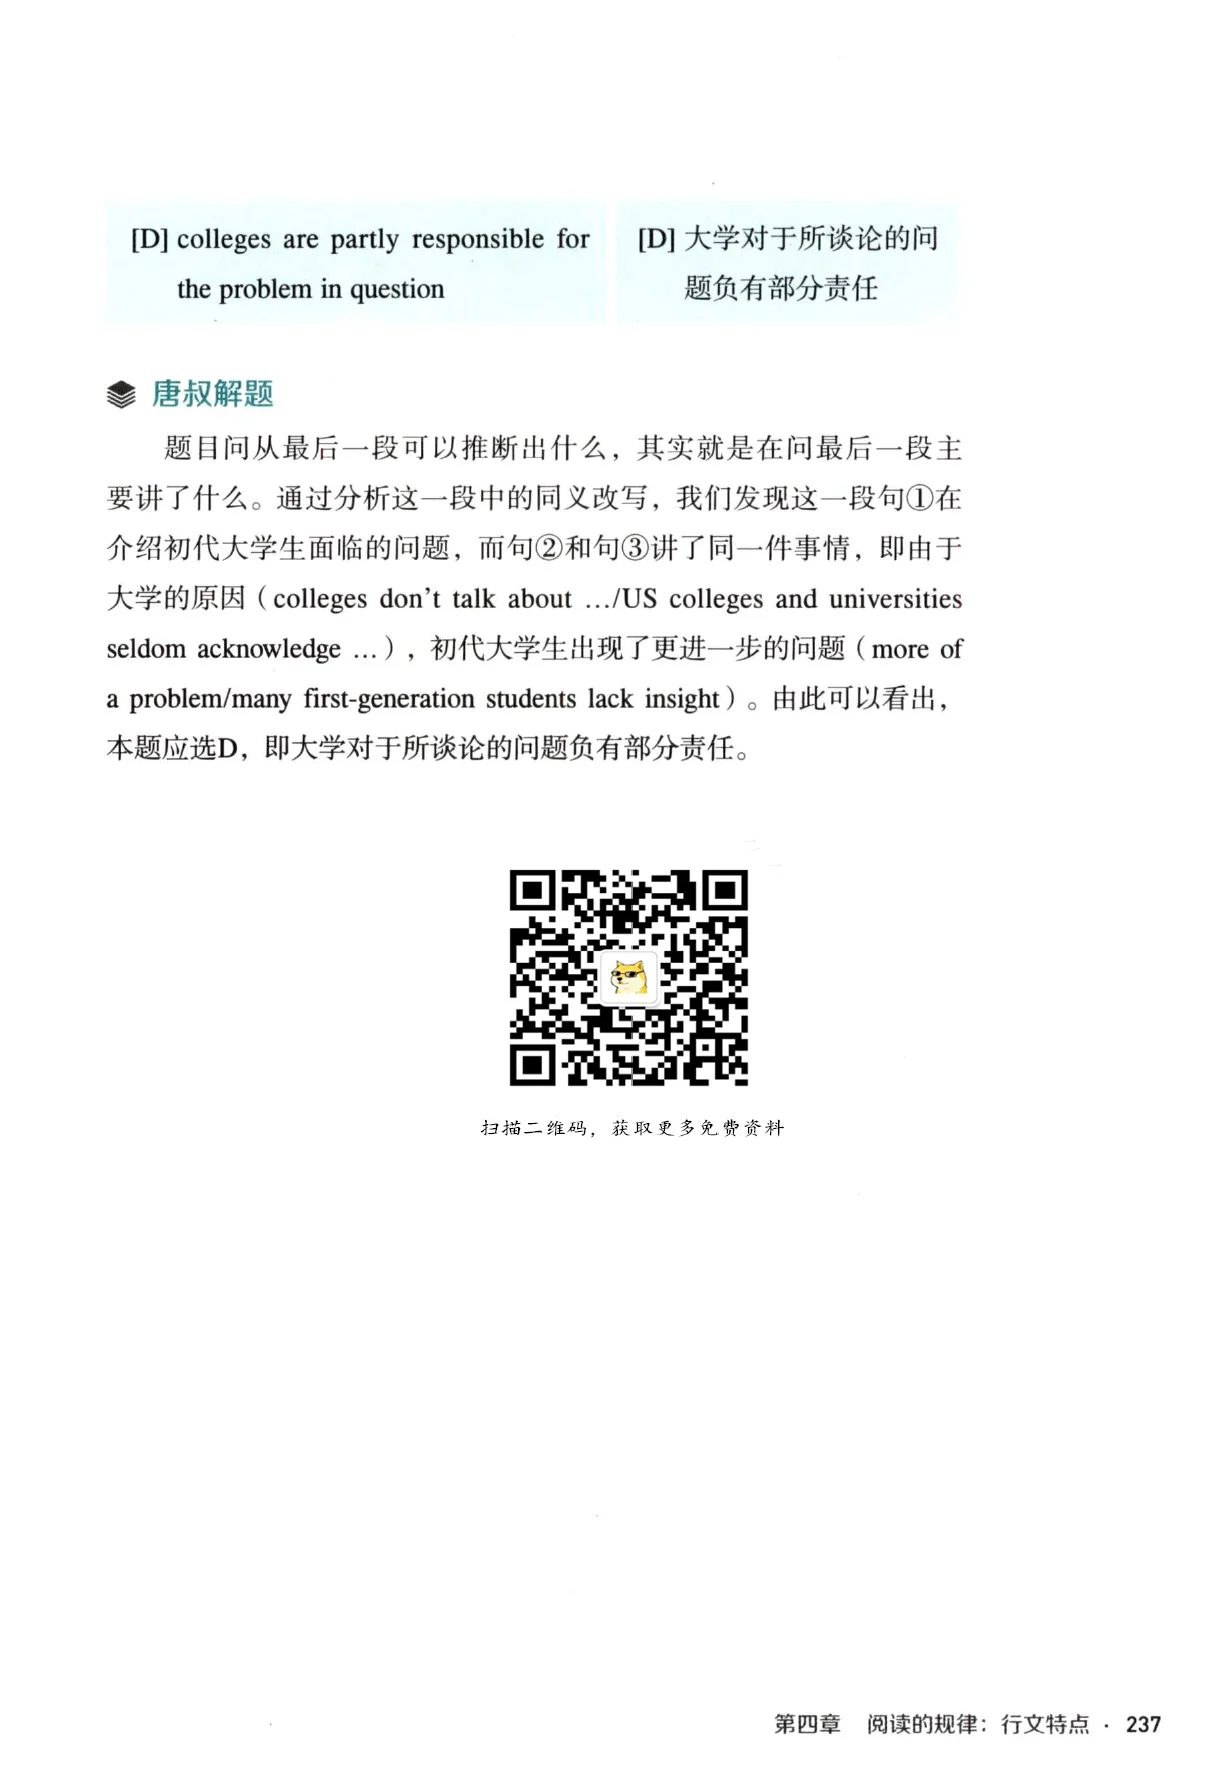 [D] colleges are partly responsible for
the problem in question
[D] 大学对于所谈论的问
题负有部分责任
唐叔解题
题目问从最后一段可以推断出什么，其实就是在问最后一段主
要讲了什么。通过分析这一段中的同义改写，我们发现这一段句①在
介绍初代大学生面临的问题，而句②和句③讲了同一件事情，即由于
大学的原因（colleges don't talk about .../US colleges and universities
seldom acknowledge ...），初代大学生出现了更进一步的问题（more of
a problem/many first-generation students lack insight）。由此可以看出，
本题应选D，即大学对于所谈论的问题负有部分责任。
扫描二维码，获取更多免费资料
第四章 阅读的规律：行文特点 · 237